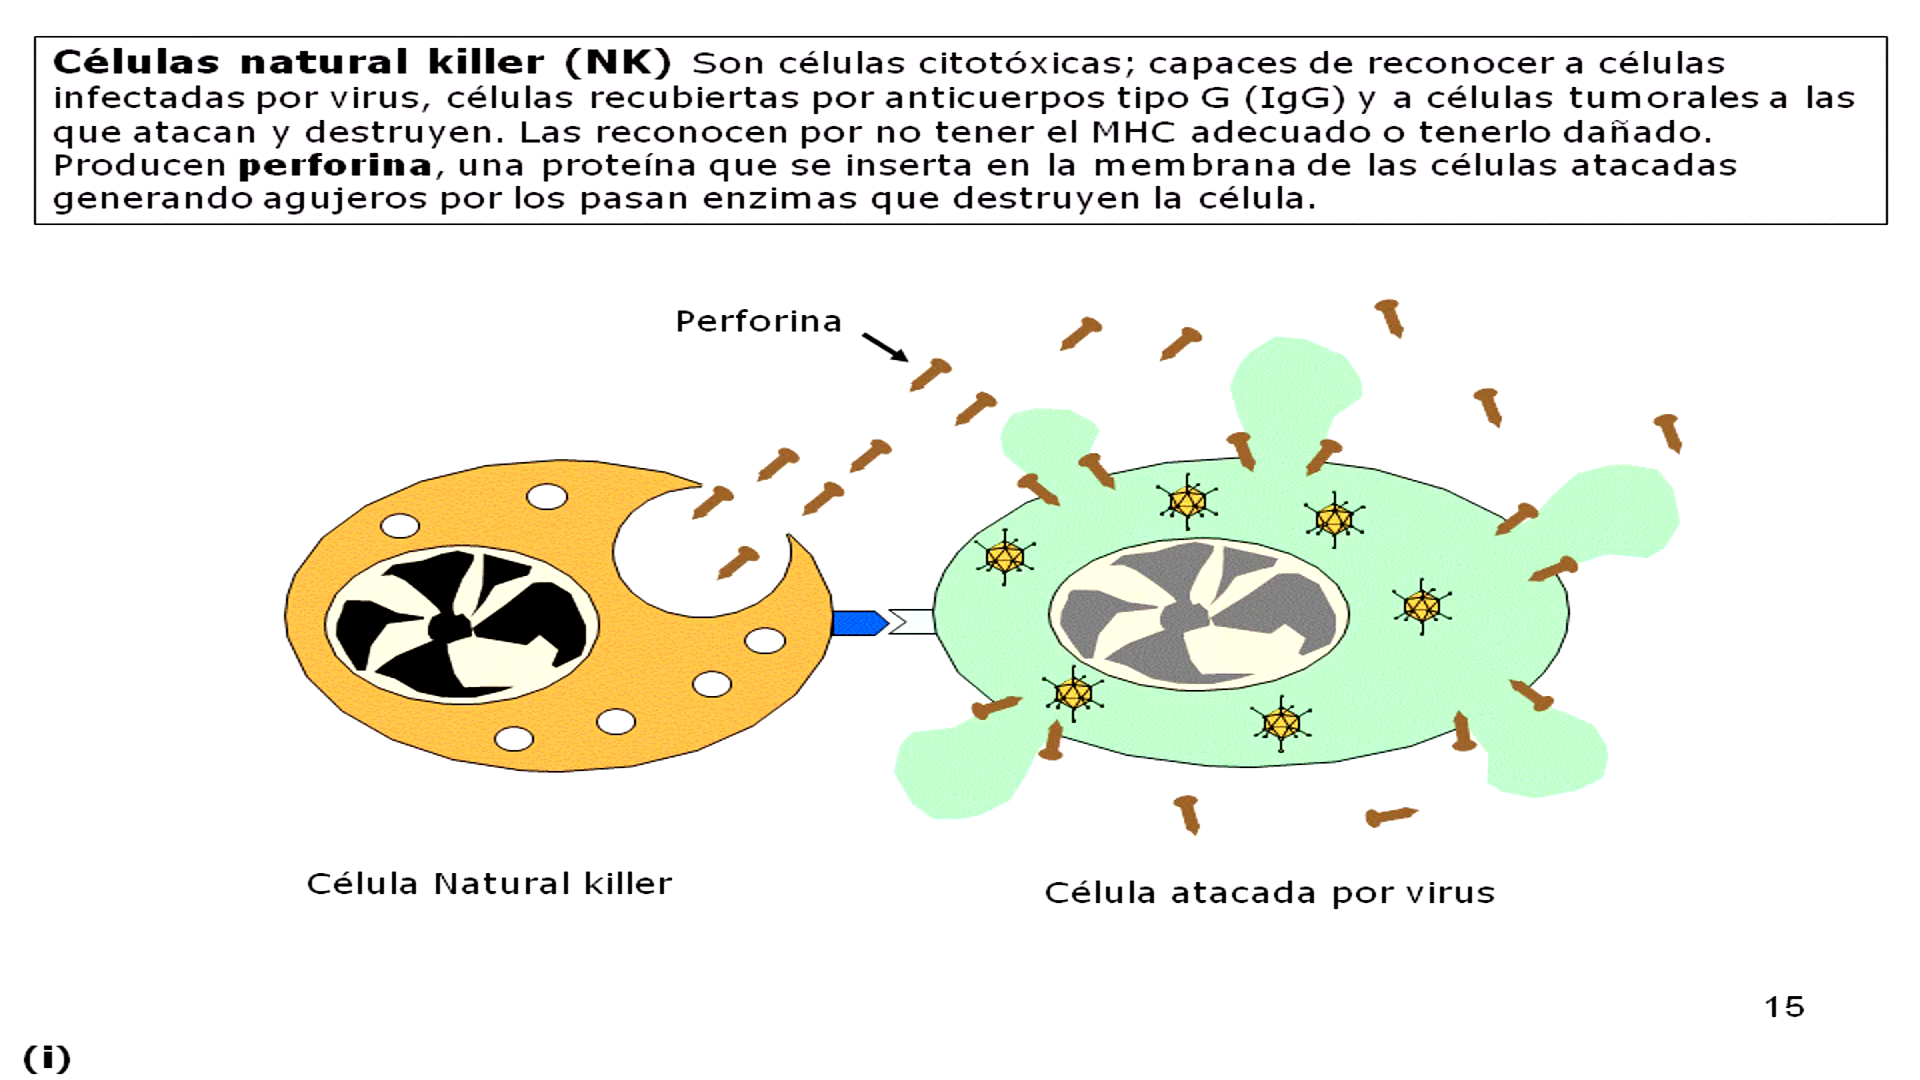 Células natural killer (NK) Son células citotóxicas; capaces de reconocer a células
infectadas por virus, células recubiertas por anticuerpos tipo G (IgG) y a células tumorales a las
que atacan y destruyen. Las reconocen por no tener el MHC adecuado o tenerlo dañado.
Producen perforina, una proteína que se inserta en la membrana de las células atacadas
generando agujeros por los pasan enzimas que destruyen la célula.
Perforina
Célula Natural killer
Célula atacada por virus
15
(i)